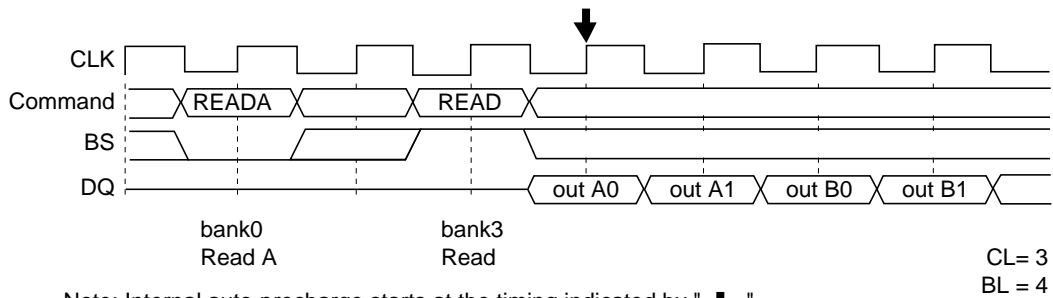 CLK
Command READA READ
BS
DQ out A0 out A1 out B0 out B1
bank0 bank3
Read A Read
CL= 3
BL = 4
Note: Internal auto-precharge starts at the timing indicated by " ".